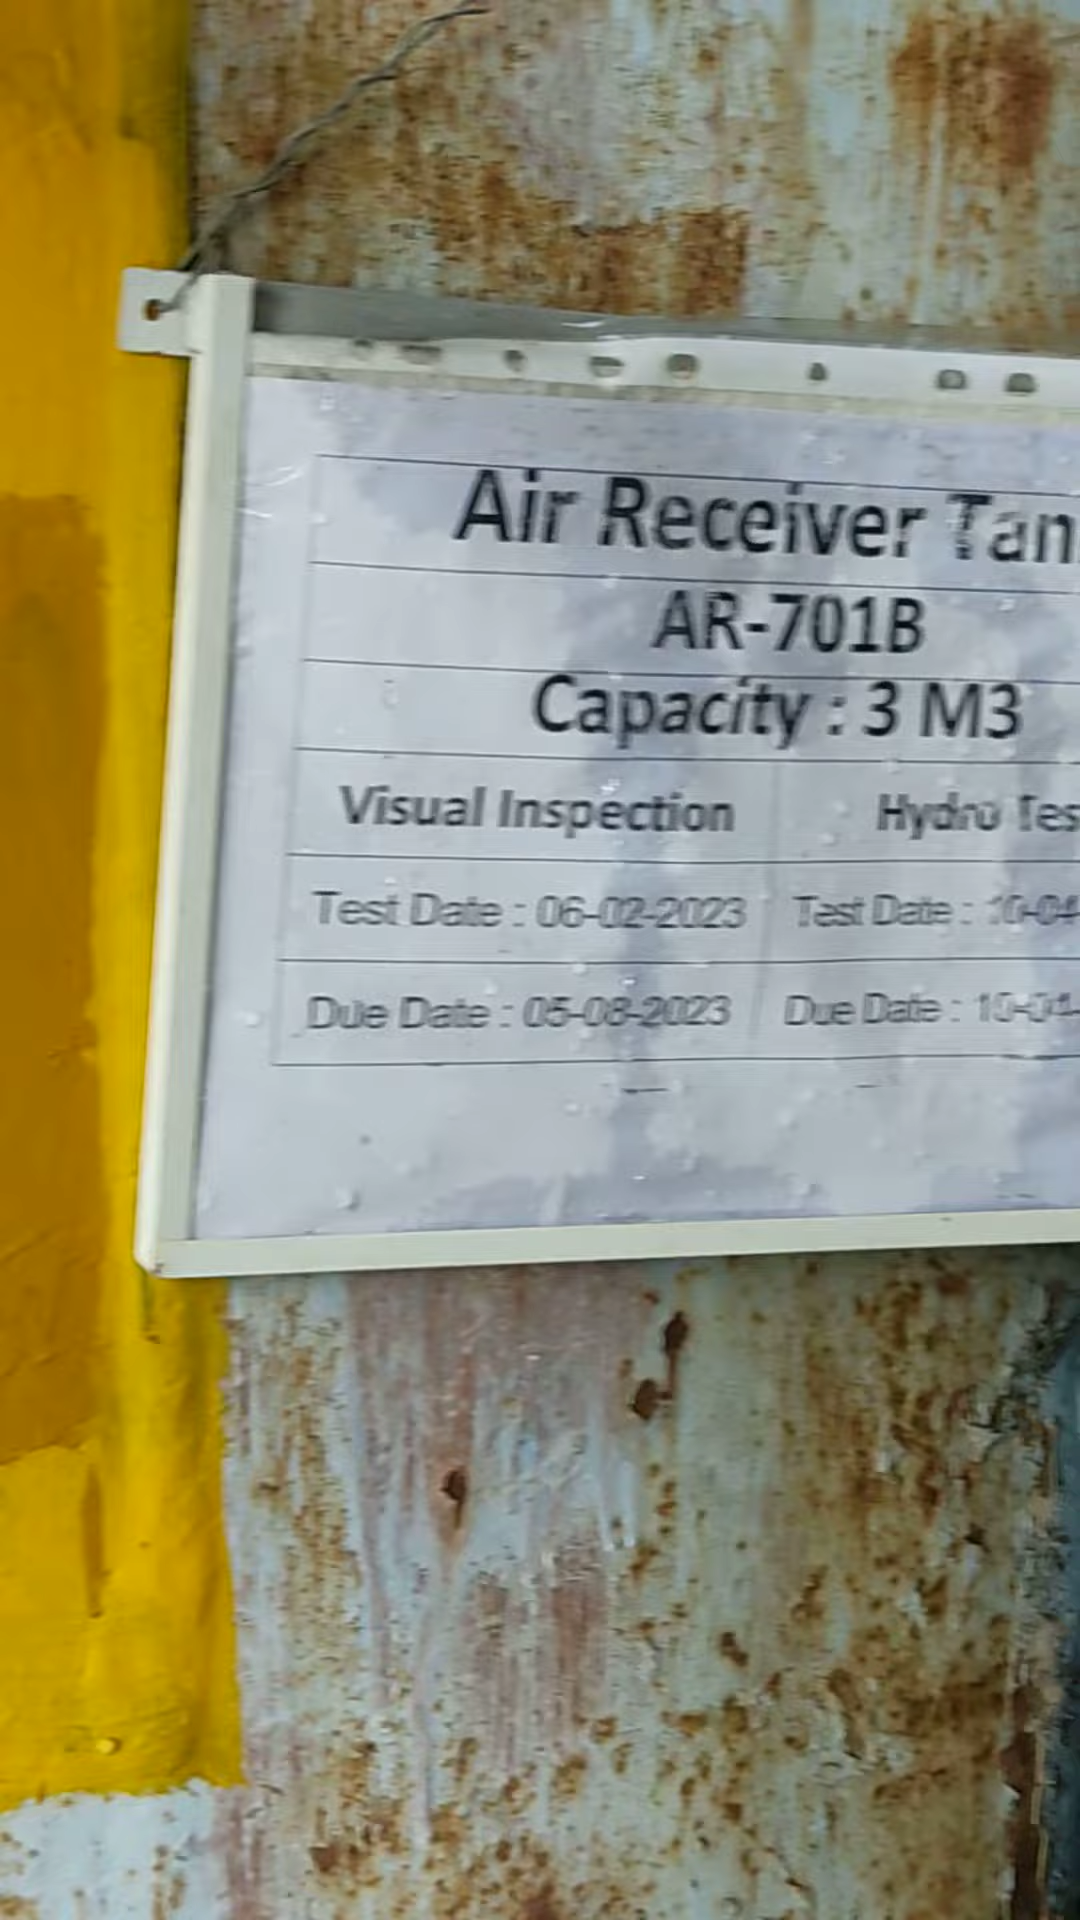 Air Receiver Tan
AR-701B
Capacity : 3 M3
Visual Inspection Hydro Tes
Test Date : 06-02-2023 Test Date : 10-04
Due Date : 05-08-2023 Due Date : 10-04-